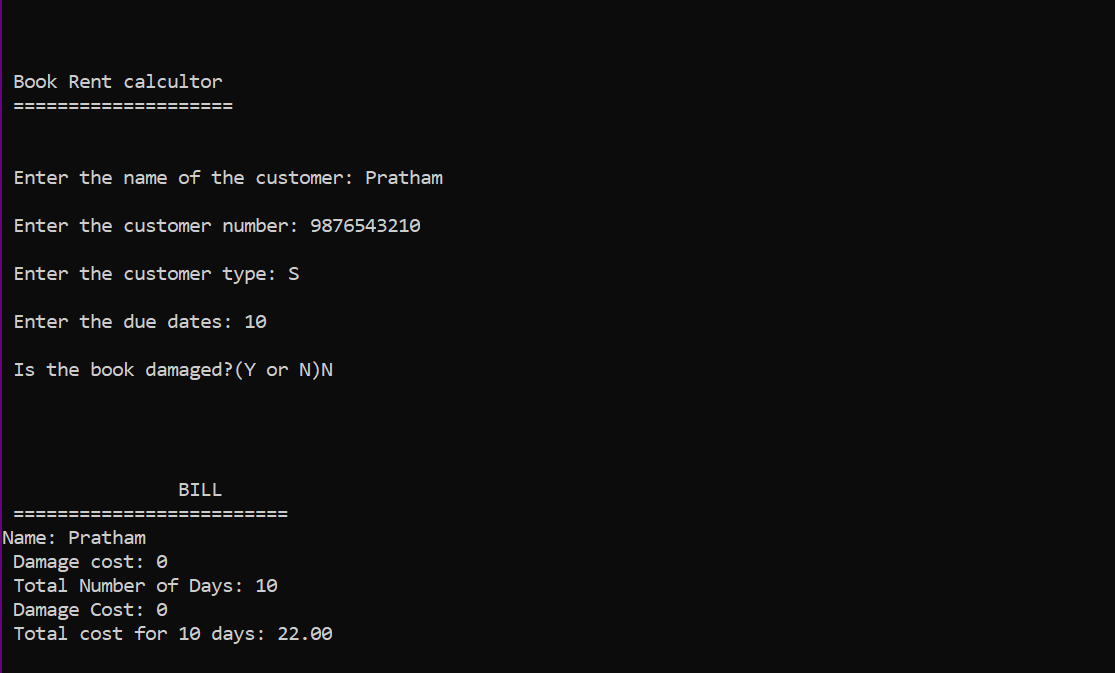 Book Rent calcultor
====================
Enter the name of the customer: Pratham
Enter the customer number: 9876543210
Enter the customer type: S
Enter the due dates: 10
Is the book damaged?(Y or N)N
BILL
=========================
Name: Pratham
Damage cost: 0
Total Number of Days: 10
Damage Cost: 0
Total cost for 10 days: 22.00